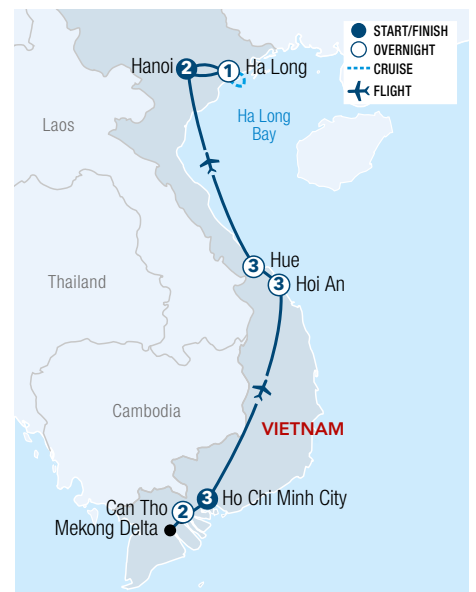 START/FINISH
OVERNIGHT
CRUISE
FLIGHT
Hanoi
2
1
Ha Long
Ha Long
Bay
Laos
Hue
3
3
Hoi An
Thailand
Cambodia
VIETNAM
3
Ho Chi Minh City
Can Tho
2
Mekong Delta